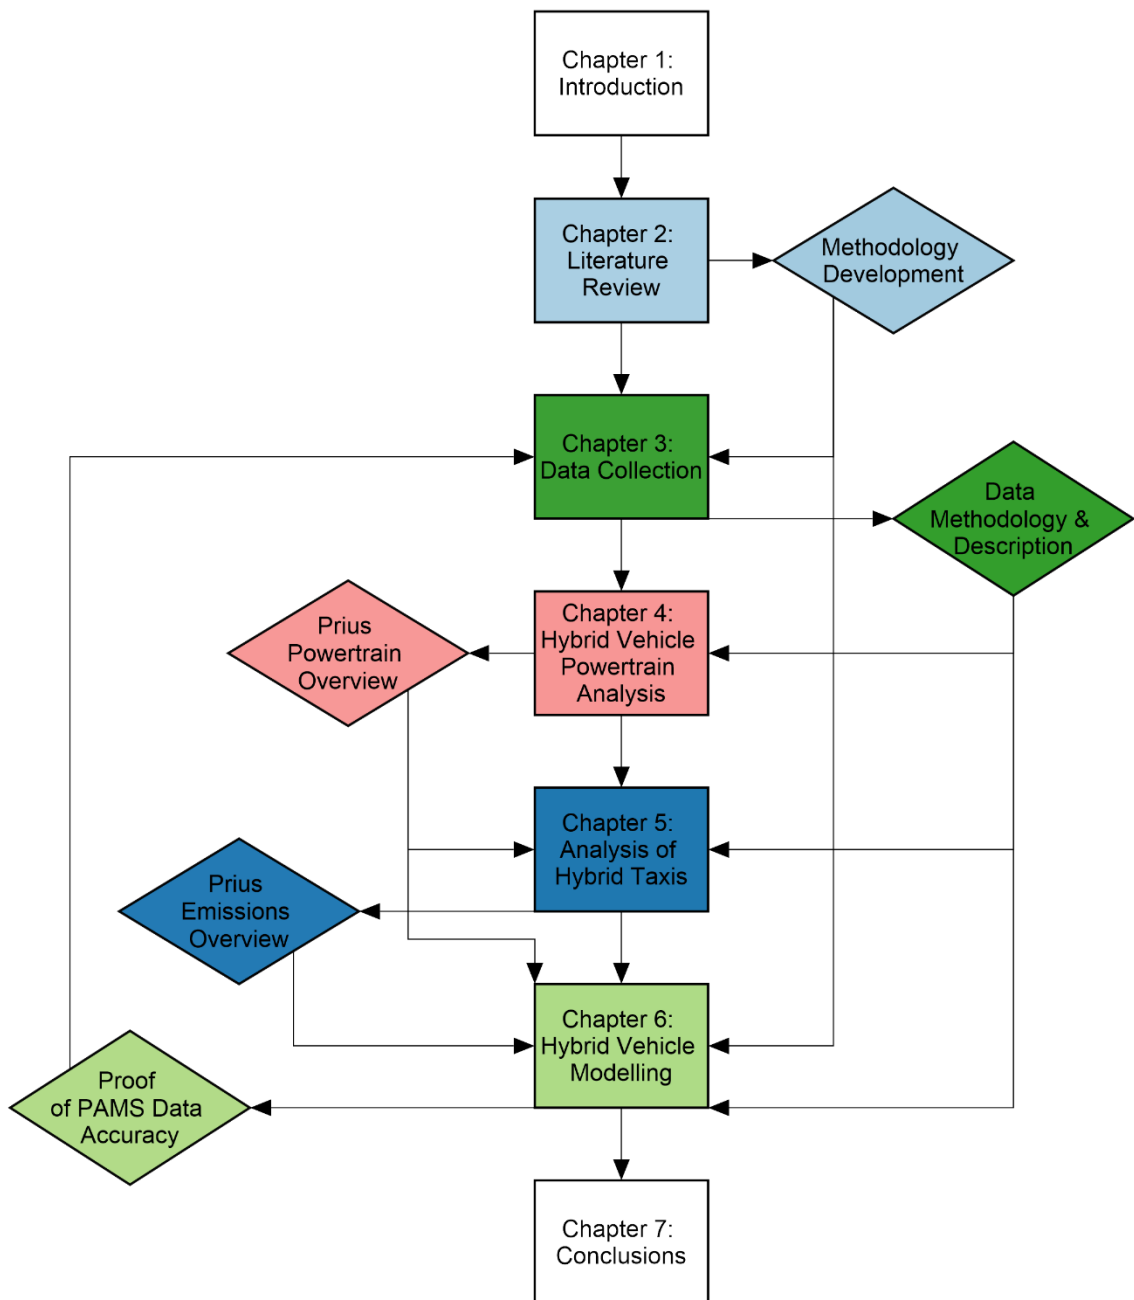 Chapter 1:
Introduction
Chapter 2:
Literature
Review
Methodology
Development
Chapter 3:
Data Collection
Data
Methodology &
Description
Chapter 4:
Hybrid Vehicle
Powertrain
Analysis
Prius
Powertrain
Overview
Chapter 5:
Analysis of
Hybrid Taxis
Prius
Emissions
Overview
Chapter 6:
Hybrid Vehicle
Modelling
Proof
of PAMS Data
Accuracy
Chapter 7:
Conclusions